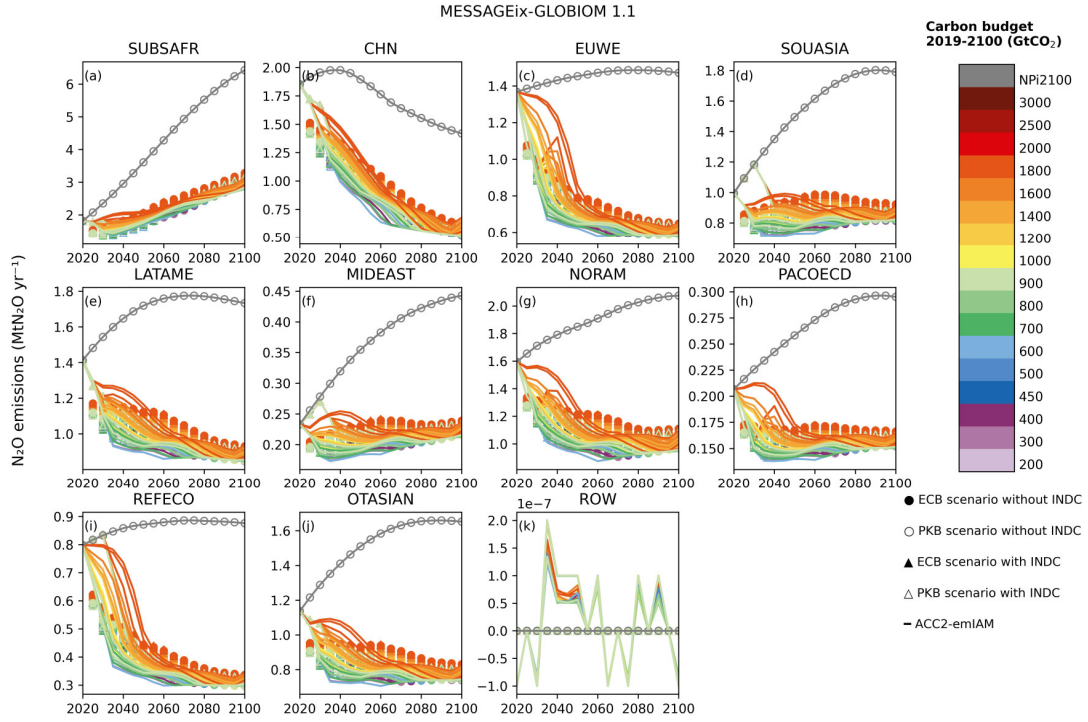 MESSAGEix-GLOBIOM 1.1
Carbon budget
2019-2100 (GtCO₂)
SUBSAFR CHN EUWE SOUASIA
(a) (b) (c) (d)
6 5 4 3 2
2.00 1.75 1.50 1.25 1.00 0.75 0.50
1.4 1.2 1.0 0.8 0.6
1.8 1.6 1.4 1.2 1.0 0.8
2020 2040 2060 2080 2100 2020 2040 2060 2080 2100 2020 2040 2060 2080 2100 2020 2040 2060 2080 2100
N₂O emissions (MtN₂O yr⁻¹)
LATAME MIDEAST NORAM PACOECD
(e) (f) (g) (h)
1.8 1.6 1.4 1.2 1.0
0.45 0.40 0.35 0.30 0.25 0.20 0.15
2.0 1.8 1.6 1.4 1.2 1.0 0.8
0.300 0.275 0.250 0.225 0.200 0.175 0.150
2020 2040 2060 2080 2100 2020 2040 2060 2080 2100 2020 2040 2060 2080 2100 2020 2040 2060 2080 2100
REFECO OTASIAN ROW
1e-7
(i) (j) (k)
0.9 0.8 0.7 0.6 0.5 0.4 0.3
1.6 1.4 1.2 1.0 0.8
2.0 1.5 1.0 0.5 0.0 −0.5 −1.0
2020 2040 2060 2080 2100 2020 2040 2060 2080 2100 2020 2040 2060 2080 2100
NPi2100
3000
2500
2000
1800
1600
1400
1200
1000
900
800
700
600
500
450
400
300
200
ECB scenario without INDC
PKB scenario without INDC
ECB scenario with INDC
PKB scenario with INDC
ACC2-emIAM